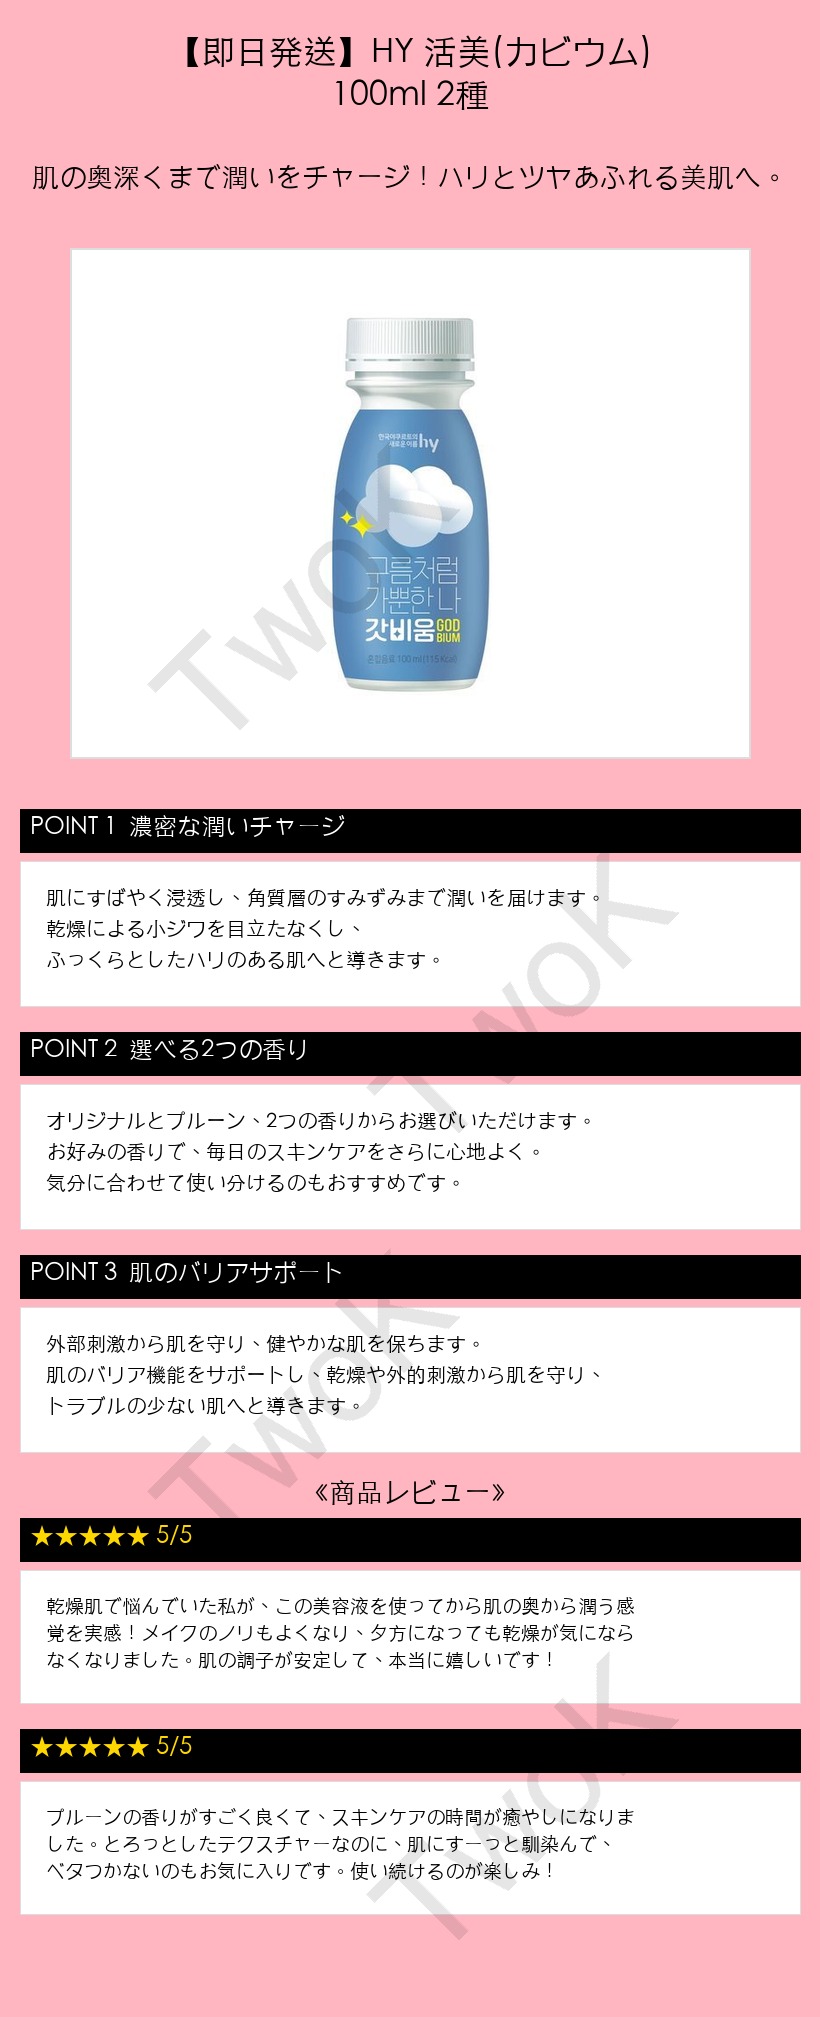 【即日発送】HY 活美(カビウム)
100ml 2種
肌の奥深くまで潤いをチャージ！ハリとツヤあふれる美肌へ。
한국야쿠르트의
새로운 이름 hy
구름처럼
가뿐한 나
갓비움 GOD
BIUM
혼합음료 100 ml (115 Kcal)
TwoK
POINT 1 濃密な潤いチャージ
肌にすばやく浸透し、角質層のすみずみまで潤いを届けます。
乾燥による小ジワを目立たなくし、
ふっくらとしたハリのある肌へと導きます。
TwoK
POINT 2 選べる2つの香り
オリジナルとプルーン、2つの香りからお選びいただけます。
お好みの香りで、毎日のスキンケアをさらに心地よく。
気分に合わせて使い分けるのもおすすめです。
POINT 3 肌のバリアサポート
外部刺激から肌を守り、健やかな肌を保ちます。
肌のバリア機能をサポートし、乾燥や外的刺激から肌を守り、
トラブルの少ない肌へと導きます。
TwoK
《商品レビュー》
★★★★★ 5/5
乾燥肌で悩んでいた私が、この美容液を使ってから肌の奥から潤う感
覚を実感！メイクのノリもよくなり、夕方になっても乾燥が気になら
なくなりました。肌の調子が安定して、本当に嬉しいです！
★★★★★ 5/5
プルーンの香りがすごく良くて、スキンケアの時間が癒やしになりま
した。とろっとしたテクスチャーなのに、肌にすーっと馴染んで、
ベタつかないのもお気に入りです。使い続けるのが楽しみ！
TwoK